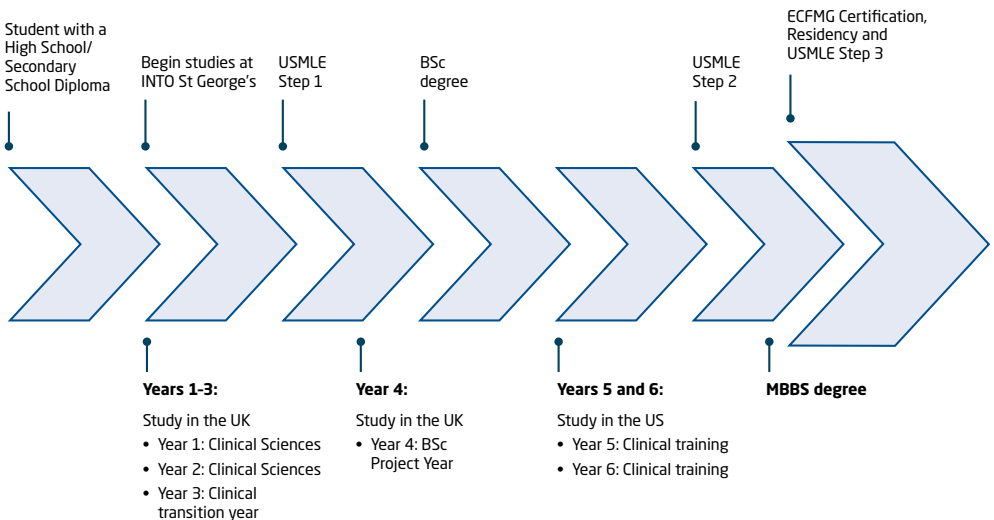 Student with a
High School/
Secondary
School Diploma
Begin studies at
INTO St George's
USMLE
Step 1
BSc
degree
USMLE
Step 2
ECFMG Certification,
Residency and
USMLE Step 3
Years 1-3:
Study in the UK
• Year 1: Clinical Sciences
• Year 2: Clinical Sciences
• Year 3: Clinical
transition year
Year 4:
Study in the UK
• Year 4: BSc
Project Year
Years 5 and 6:
Study in the US
• Year 5: Clinical training
• Year 6: Clinical training
MBBS degree